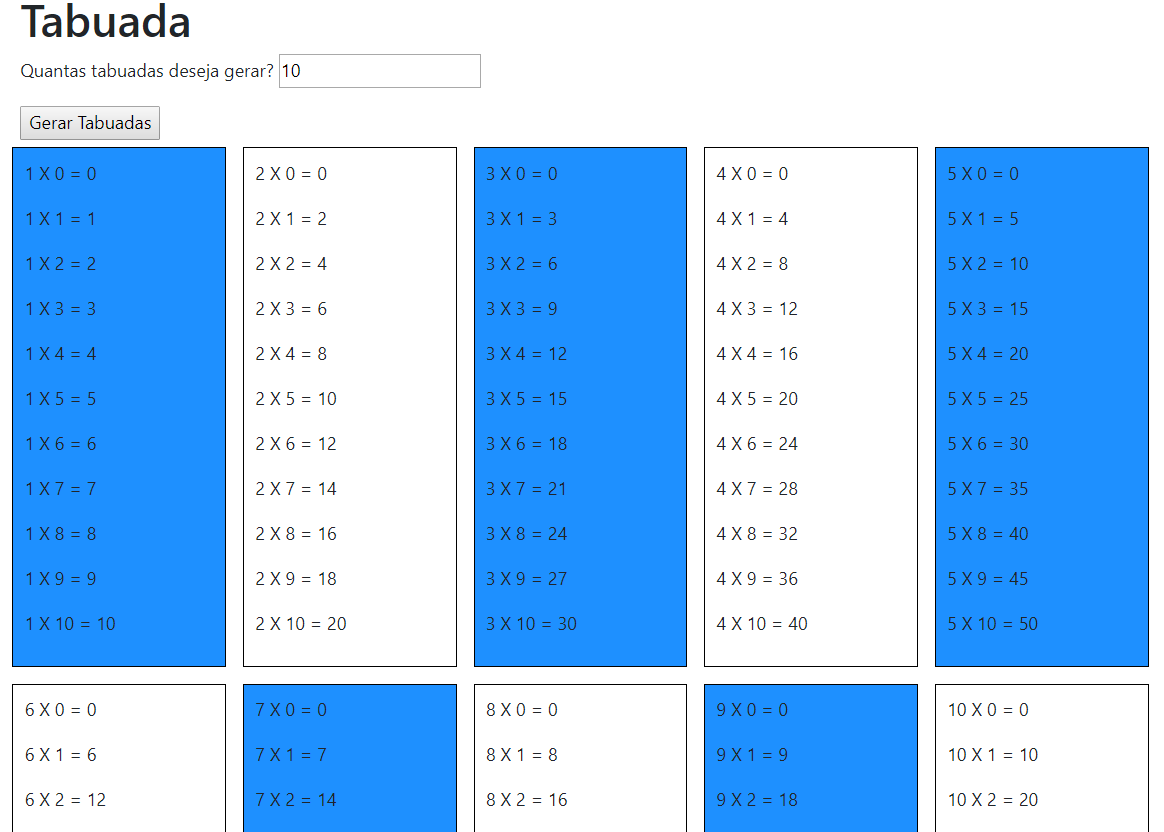 Tabuada
Quantas tabuadas deseja gerar? 10
Gerar Tabuadas
1 X 0 = 0
1 X 1 = 1
1 X 2 = 2
1 X 3 = 3
1 X 4 = 4
1 X 5 = 5
1 X 6 = 6
1 X 7 = 7
1 X 8 = 8
1 X 9 = 9
1 X 10 = 10
2 X 0 = 0
2 X 1 = 2
2 X 2 = 4
2 X 3 = 6
2 X 4 = 8
2 X 5 = 10
2 X 6 = 12
2 X 7 = 14
2 X 8 = 16
2 X 9 = 18
2 X 10 = 20
3 X 0 = 0
3 X 1 = 3
3 X 2 = 6
3 X 3 = 9
3 X 4 = 12
3 X 5 = 15
3 X 6 = 18
3 X 7 = 21
3 X 8 = 24
3 X 9 = 27
3 X 10 = 30
4 X 0 = 0
4 X 1 = 4
4 X 2 = 8
4 X 3 = 12
4 X 4 = 16
4 X 5 = 20
4 X 6 = 24
4 X 7 = 28
4 X 8 = 32
4 X 9 = 36
4 X 10 = 40
5 X 0 = 0
5 X 1 = 5
5 X 2 = 10
5 X 3 = 15
5 X 4 = 20
5 X 5 = 25
5 X 6 = 30
5 X 7 = 35
5 X 8 = 40
5 X 9 = 45
5 X 10 = 50
6 X 0 = 0
6 X 1 = 6
6 X 2 = 12
7 X 0 = 0
7 X 1 = 7
7 X 2 = 14
8 X 0 = 0
8 X 1 = 8
8 X 2 = 16
9 X 0 = 0
9 X 1 = 9
9 X 2 = 18
10 X 0 = 0
10 X 1 = 10
10 X 2 = 20